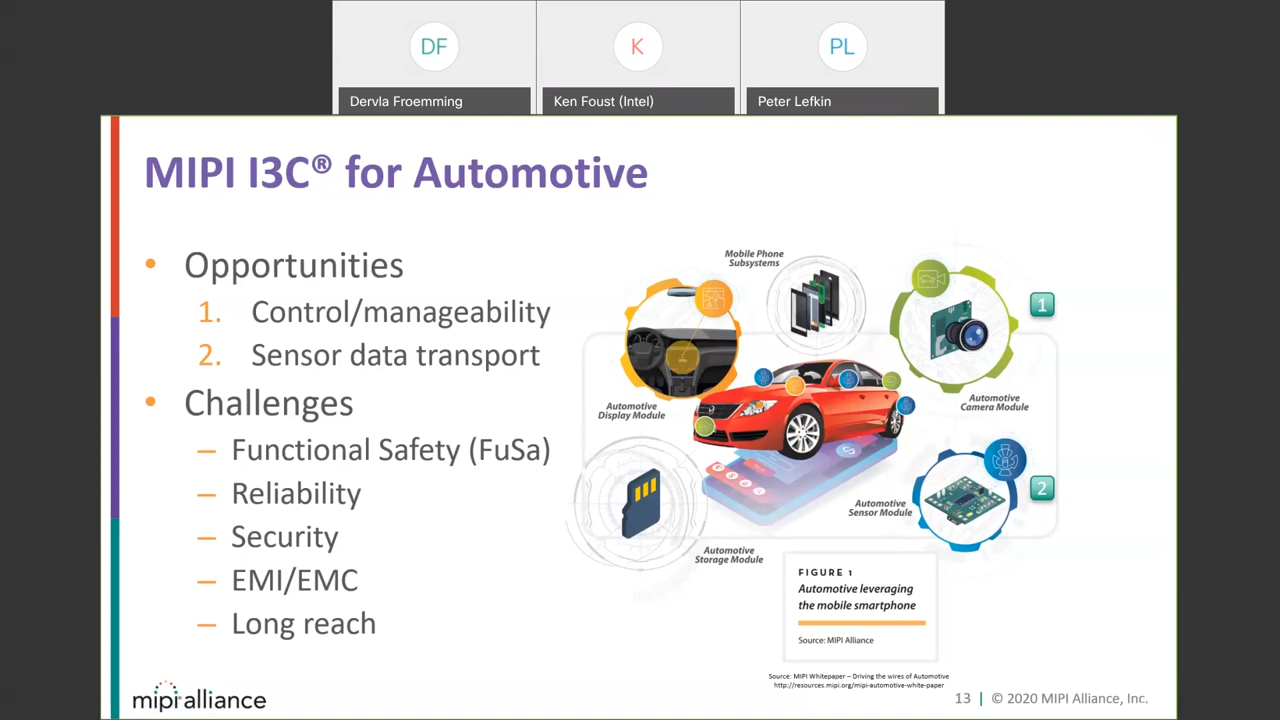 DF
K
PL
Dervla Froemming
Ken Foust (Intel)
Peter Lefkin
MIPI I3C® for Automotive
• Opportunities
1. Control/manageability
2. Sensor data transport
• Challenges
– Functional Safety (FuSa)
– Reliability
– Security
– EMI/EMC
– Long reach
Mobile Phone
Subsystems
1
Automotive
Display Module
Automotive
Camera Module
2
Automotive
Sensor Module
Automotive
Storage Module
FIGURE 1
Automotive leveraging
the mobile smartphone
Source: MIPI Alliance
Source: MIPI Whitepaper – Driving the wires of Automotive
http://resources.mipi.org/mipi-automotive-white-paper
mipi alliance
13 | © 2020 MIPI Alliance, Inc.